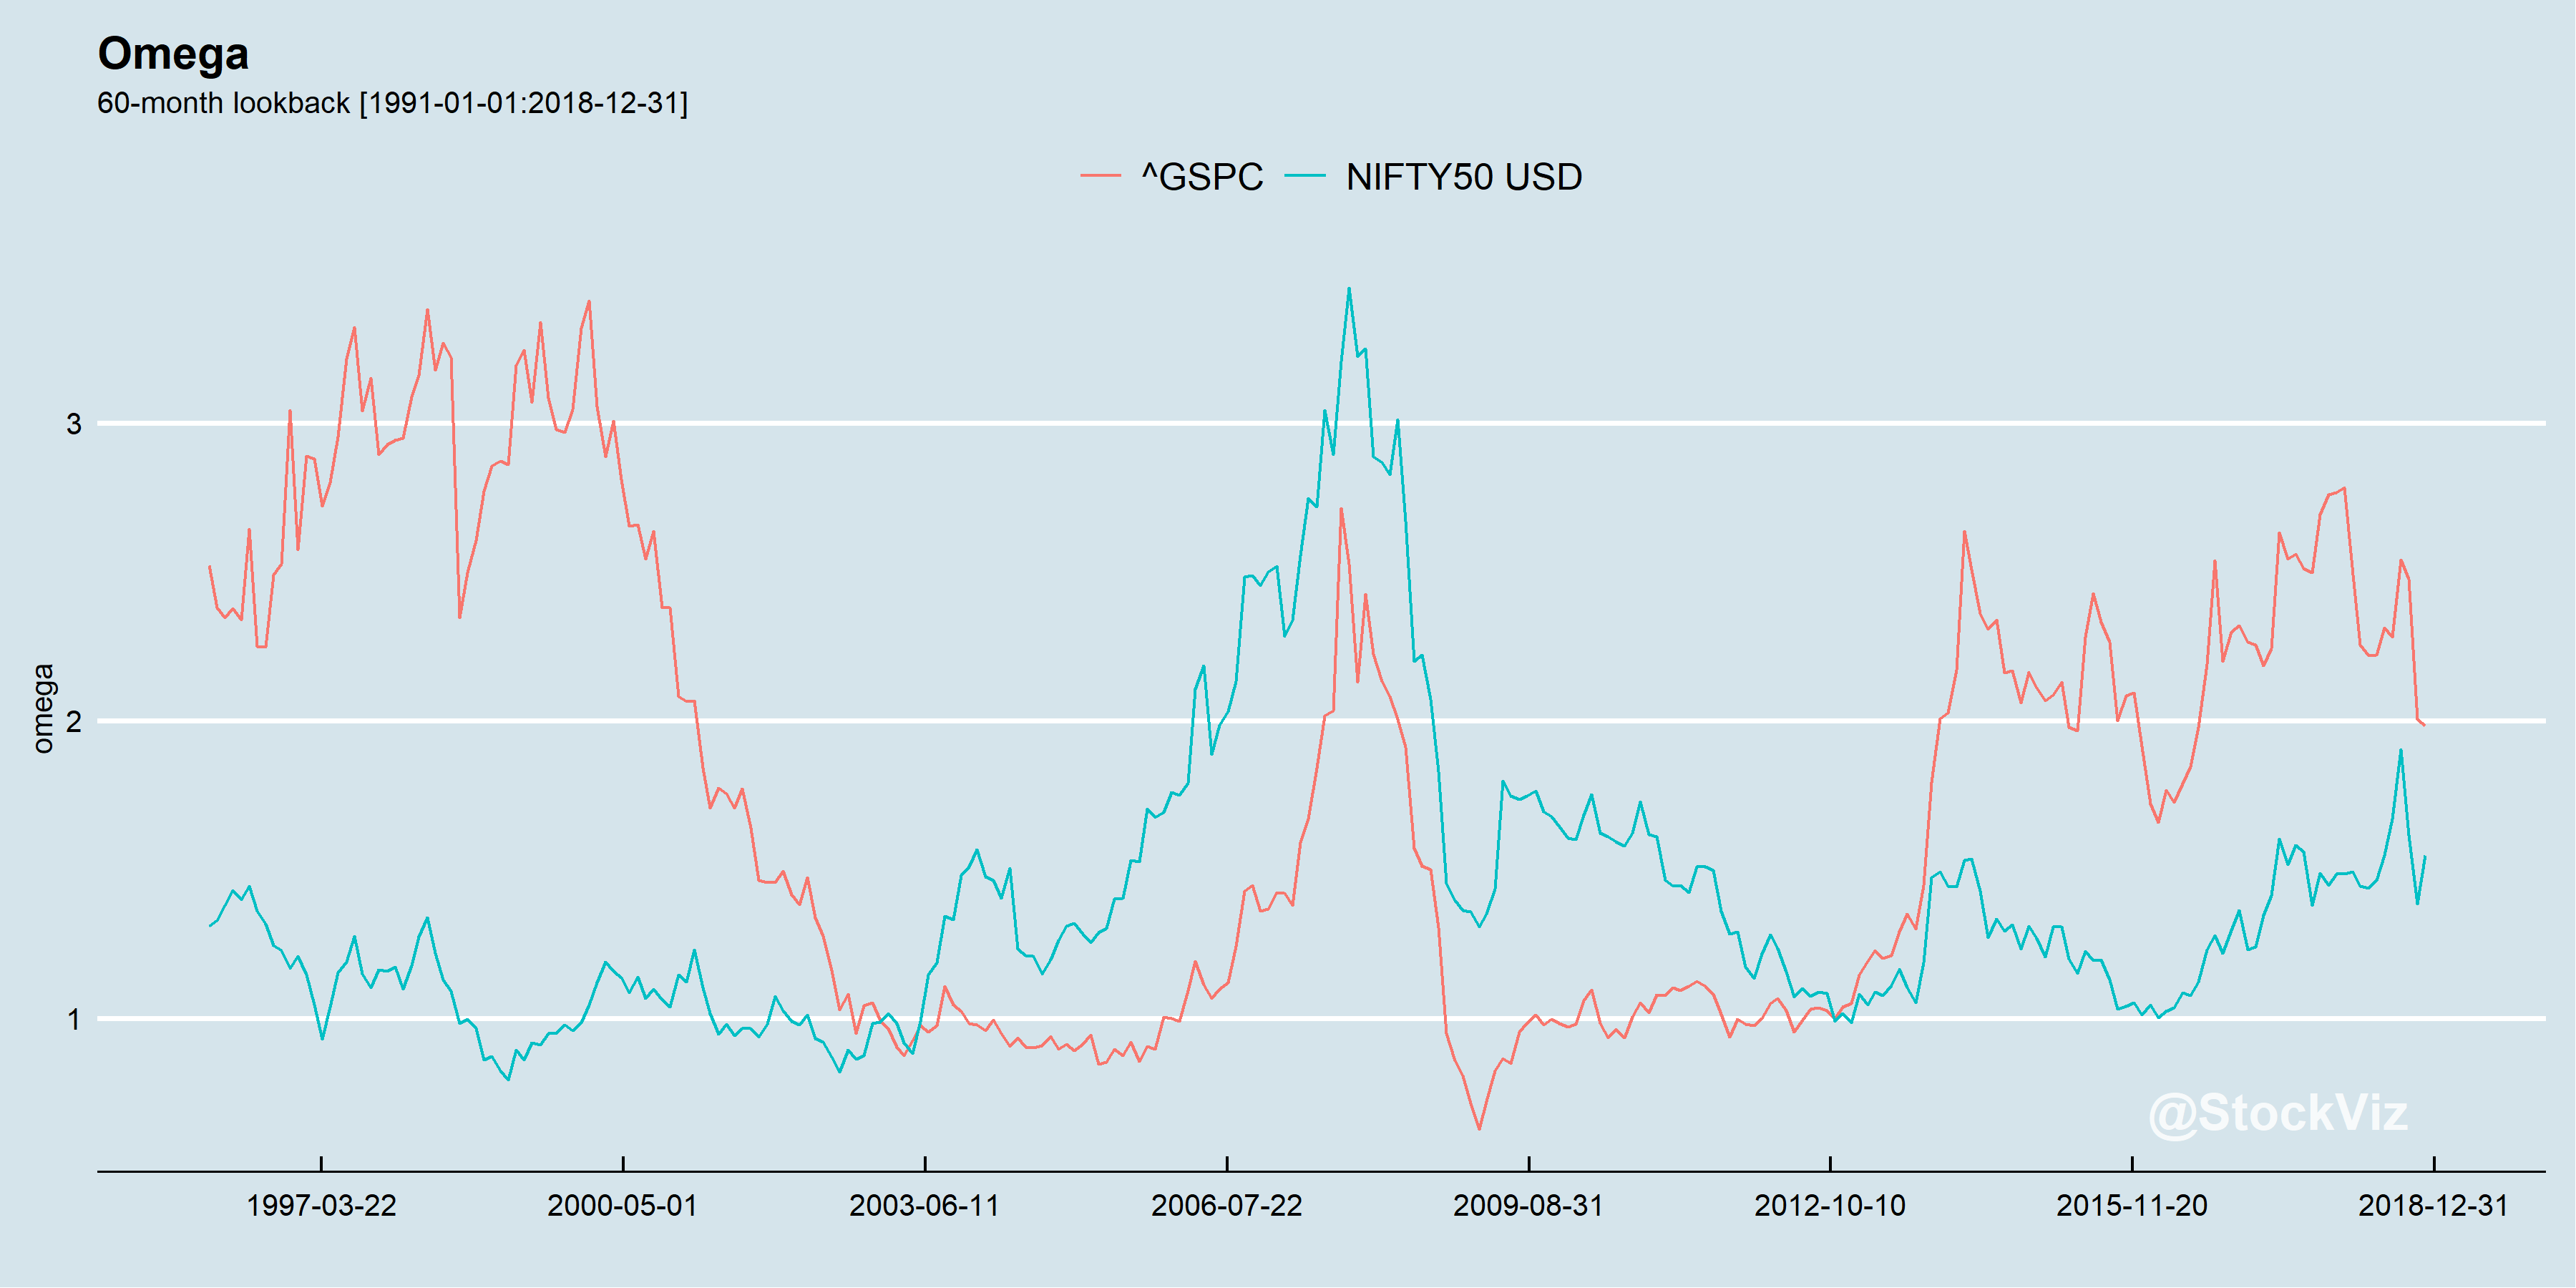 Omega
60-month lookback [1991-01-01:2018-12-31]
^GSPC NIFTY50 USD
3
2
1
omega
@StockViz
1997-03-22 2000-05-01 2003-06-11 2006-07-22 2009-08-31 2012-10-10 2015-11-20 2018-12-31